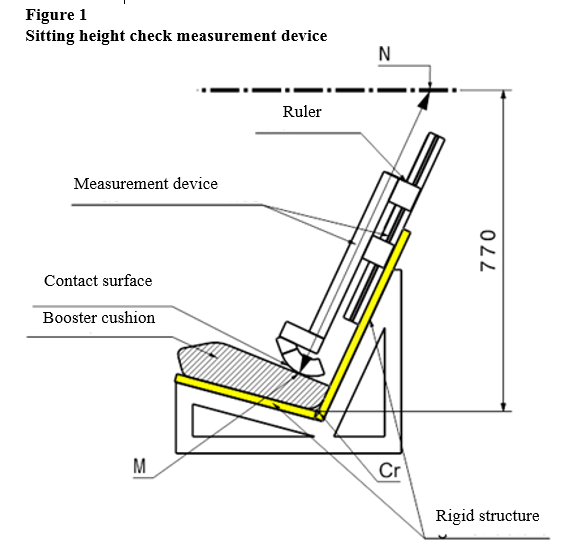 Figure 1
Sitting height check measurement device
N
Ruler
Measurement device
770
Contact surface
Booster cushion
M
Cr
Rigid structure